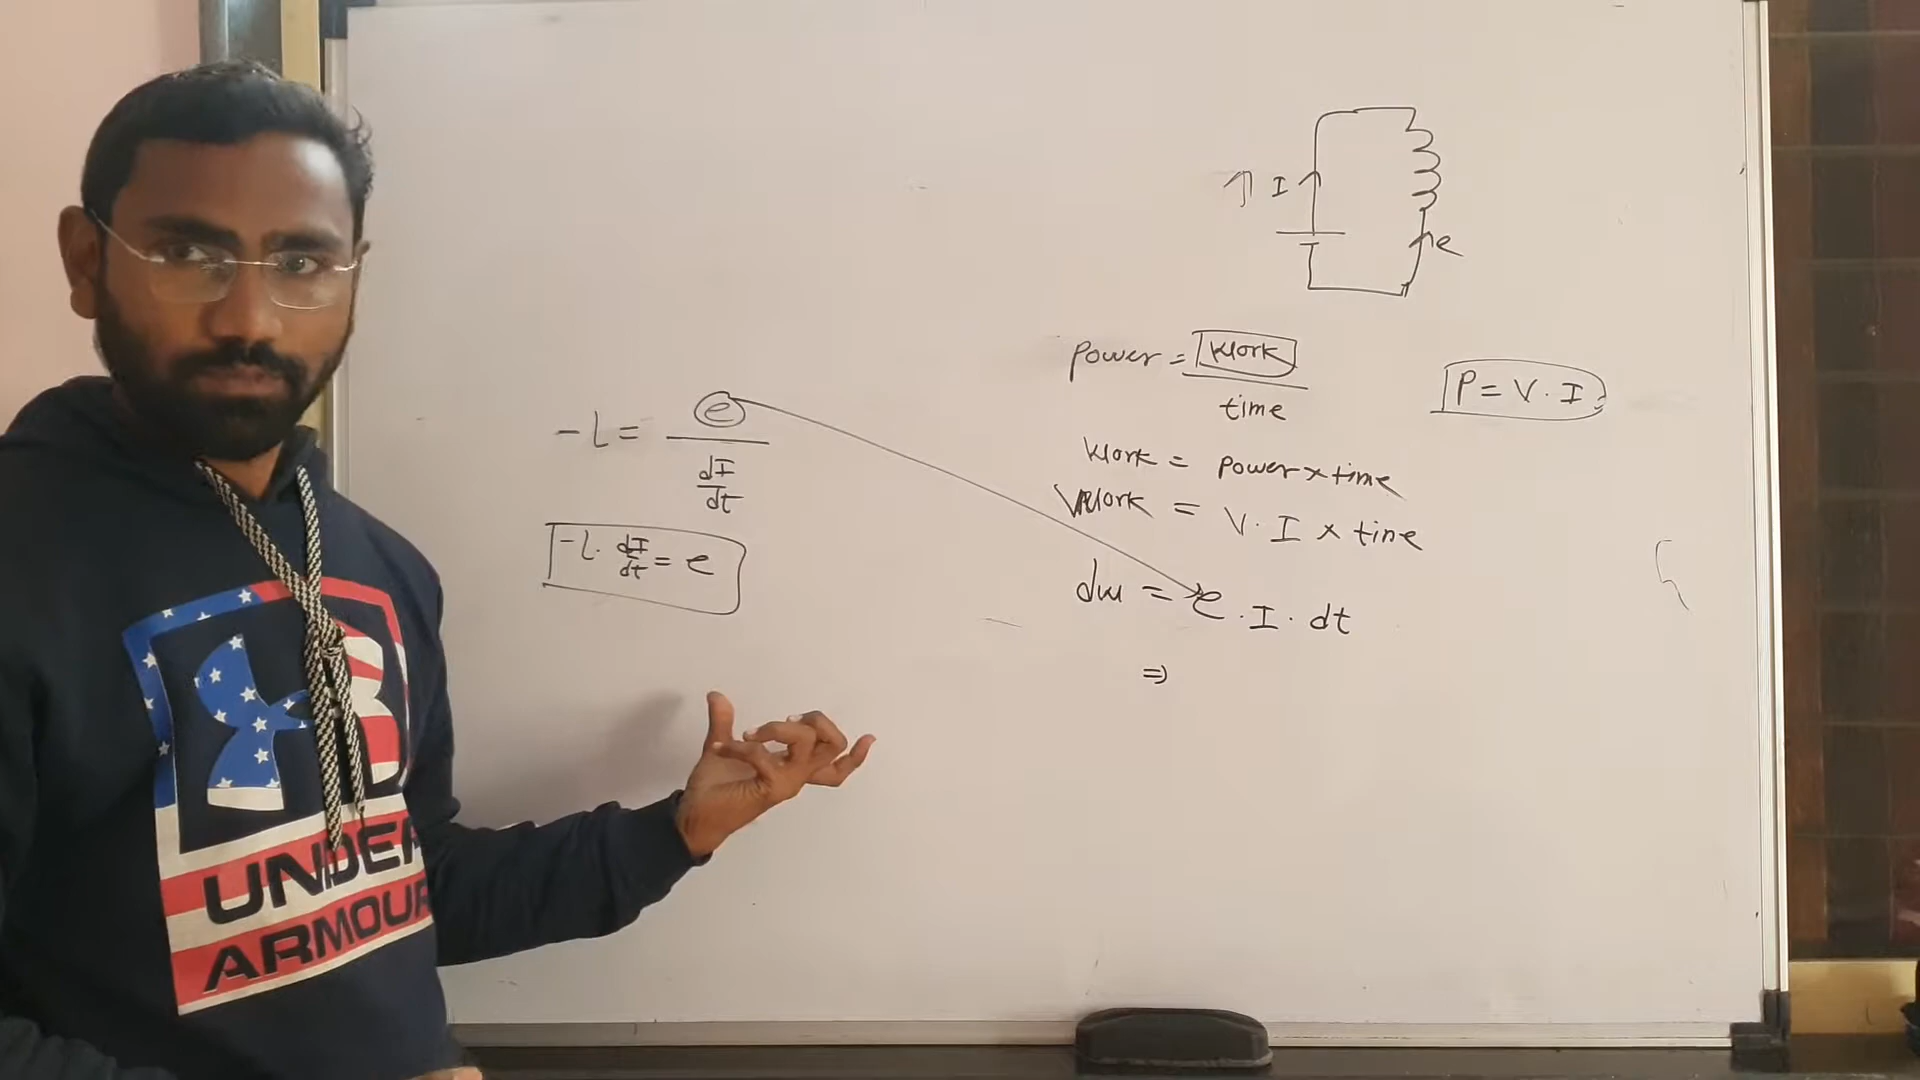 I
e
power = work
time
P = V · I
-L = e
dI
dt
work = power × time
work = V · I × time
-L · dI/dt = e
dw = e · I · dt
⇒
UNDER
ARMOUR